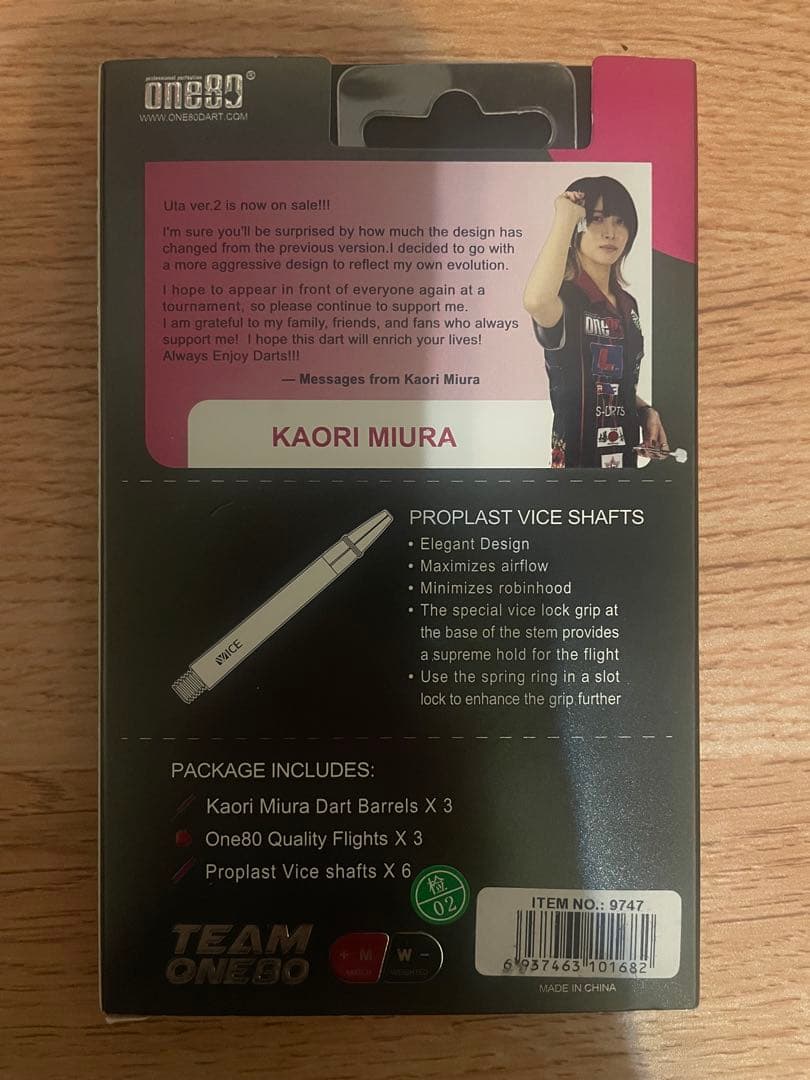 professional perfection
one80®
WWW.ONE80DART.COM
Uta ver.2 is now on sale!!!
I'm sure you'll be surprised by how much the design has
changed from the previous version.I decided to go with
a more aggressive design to reflect my own evolution.
I hope to appear in front of everyone again at a
tournament, so please continue to support me.
I am grateful to my family, friends, and fans who always
support me! I hope this dart will enrich your lives!
Always Enjoy Darts!!!
— Messages from Kaori Miura
one80
L.
S-DARTS
KAORI MIURA
PROPLAST VICE SHAFTS
• Elegant Design
• Maximizes airflow
• Minimizes robinhood
• The special vice lock grip at
the base of the stem provides
a supreme hold for the flight
• Use the spring ring in a slot
lock to enhance the grip further
VICE
PACKAGE INCLUDES:
Kaori Miura Dart Barrels X 3
One80 Quality Flights X 3
Proplast Vice shafts X 6
检
02
TEAM
ONE80
+ M
MATCH
W -
WEIGHTED
ITEM NO.: 9747
6 937463 101682
MADE IN CHINA